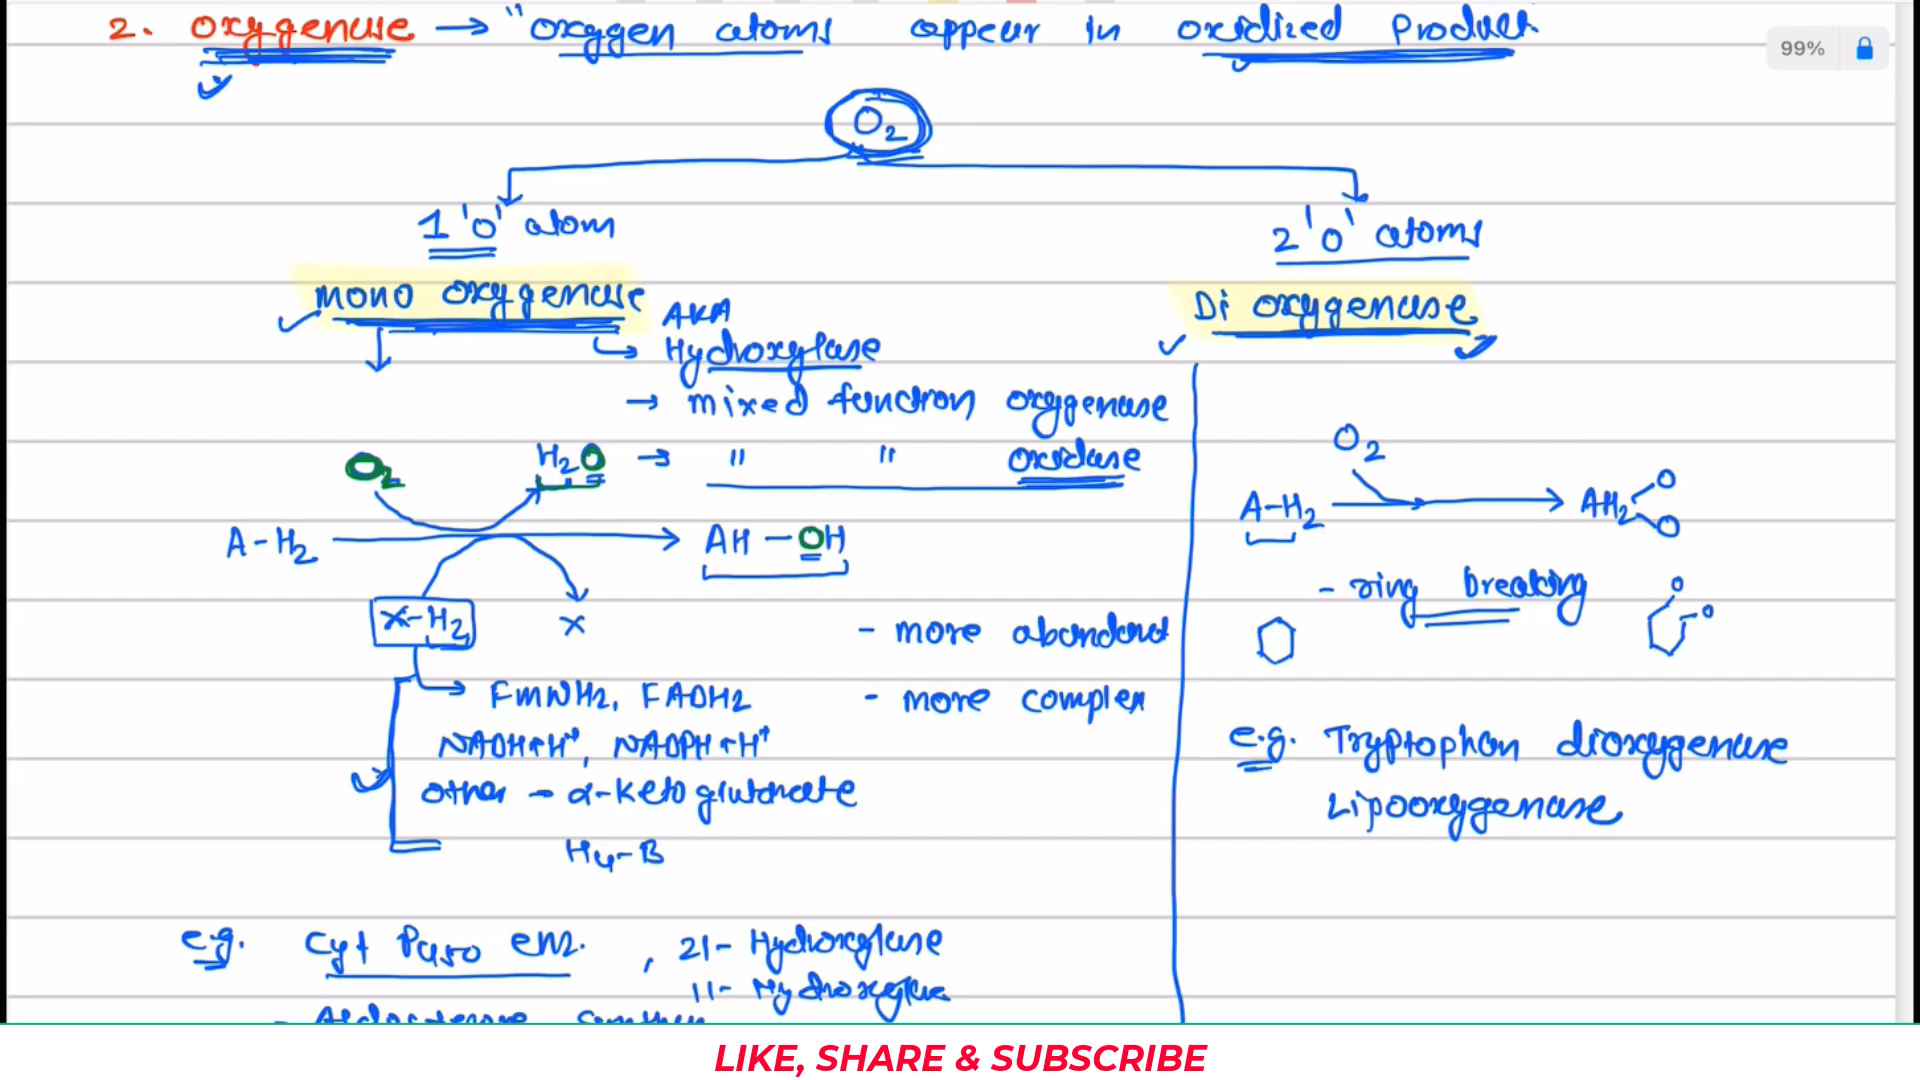 2. Oxygenase → "oxygen atoms appear in oxidized product
99%
O2
1 'O' atom
2 'O' atoms
Mono oxygenase
Di oxygenase
AKA
Hydroxylase
→ mixed function oxygenase
→ " " oxidase
O2
H2O
A-H2
AH-OH
X-H2
X
- more abundant
- more complex
FMNH2, FADH2
NADH+H+, NADPH+H+
other - α-Ketoglutarate
H4-B
e.g. Cyt P450 enz. , 21- Hydroxylase
11- Hydroxylase
O2
A-H2
AH2
O
O
- ring breaking
O
O
e.g. Tryptophan dioxygenase
Lipooxygenase
LIKE, SHARE & SUBSCRIBE